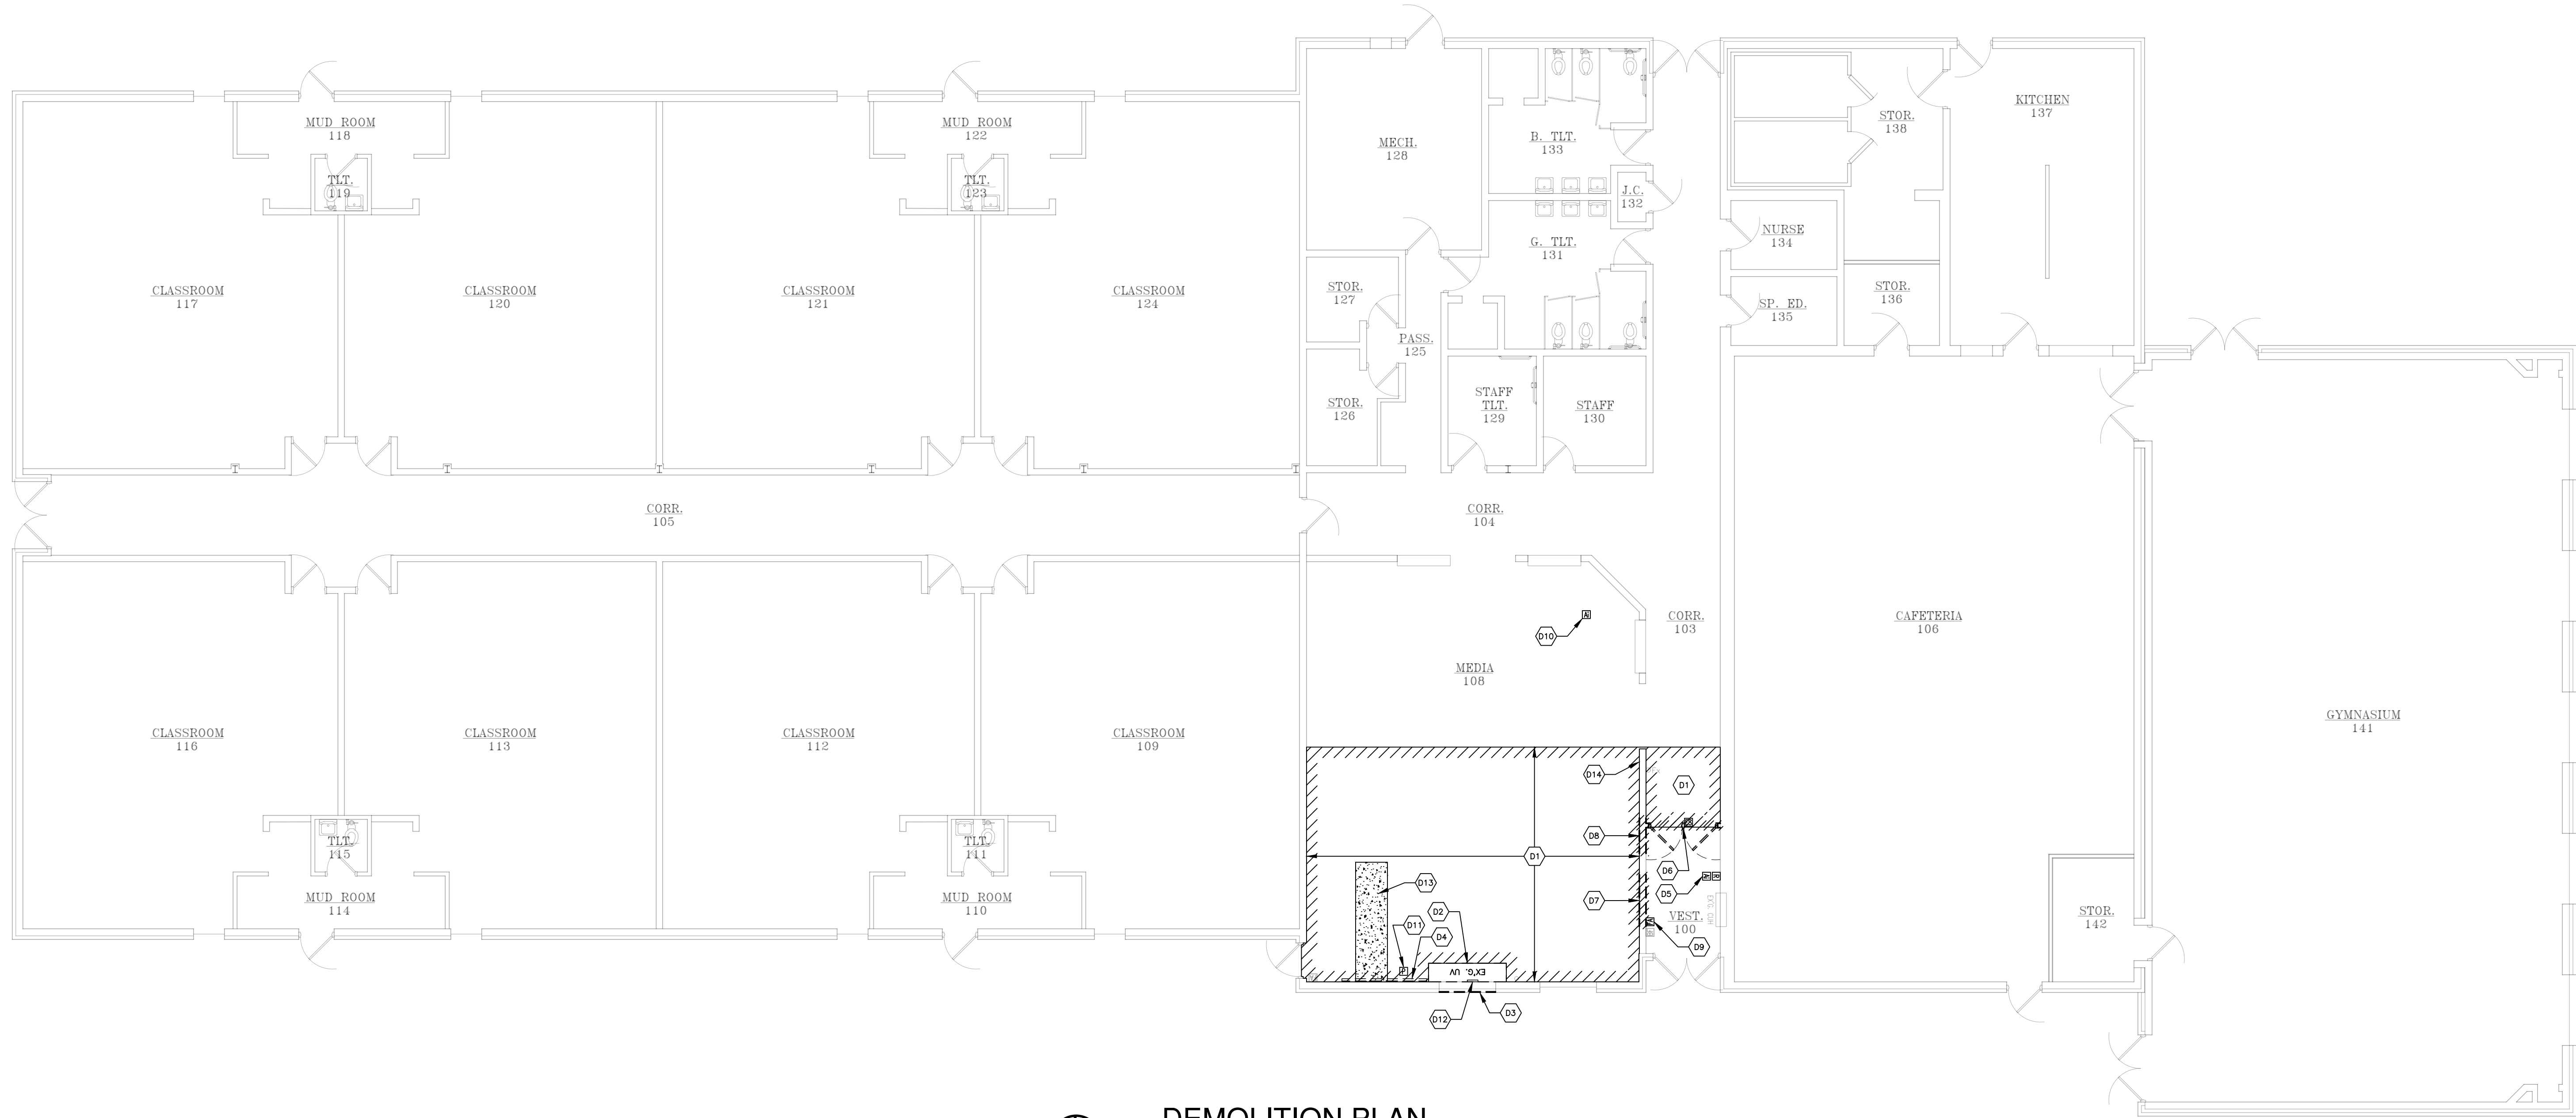 MUD ROOM
118
MUD ROOM
122
TLT.
119
TLT.
123
CLASSROOM
117
CLASSROOM
120
CLASSROOM
121
CLASSROOM
124
MECH.
128
B. TLT.
133
J.C.
132
G. TLT.
131
STOR.
127
PASS.
125
STOR.
126
STAFF
TLT.
129
STAFF
130
NURSE
134
SP. ED.
135
STOR.
138
STOR.
136
KITCHEN
137
CORR.
105
CORR.
104
CORR.
103
MEDIA
108
CAFETERIA
106
GYMNASIUM
141
CLASSROOM
116
CLASSROOM
113
CLASSROOM
112
CLASSROOM
109
TLT.
115
TLT.
111
MUD ROOM
114
MUD ROOM
110
STOR.
142
VEST.
100
EX'G. CUH
EX'G. UV
D10
D14
D1
D8
D1
D6
D13
D5
D7
D2
D11
D4
D9
D12
D3
DEMOLITION PLAN